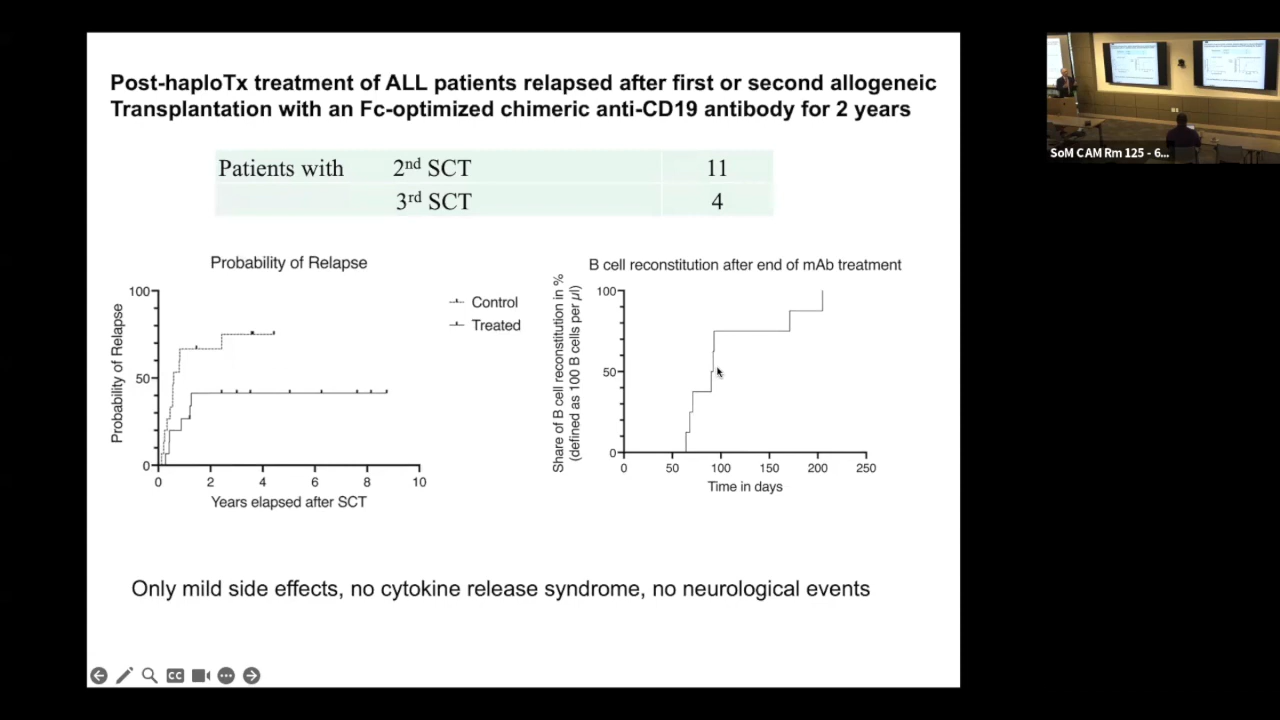 Post-haploTx treatment of ALL patients relapsed after first or second allogeneic
Transplantation with an Fc-optimized chimeric anti-CD19 antibody for 2 years
Patients with 2nd SCT 11
3rd SCT 4
Probability of Relapse
Probability of Relapse
100
50
0
0 2 4 6 8 10
Years elapsed after SCT
Control
Treated
B cell reconstitution after end of mAb treatment
Share of B cell reconstitution in %
(defined as 100 B cells per µl)
100
50
0
0 50 100 150 200 250
Time in days
Only mild side effects, no cytokine release syndrome, no neurological events
CC
SoM CAM Rm 125 - 6...